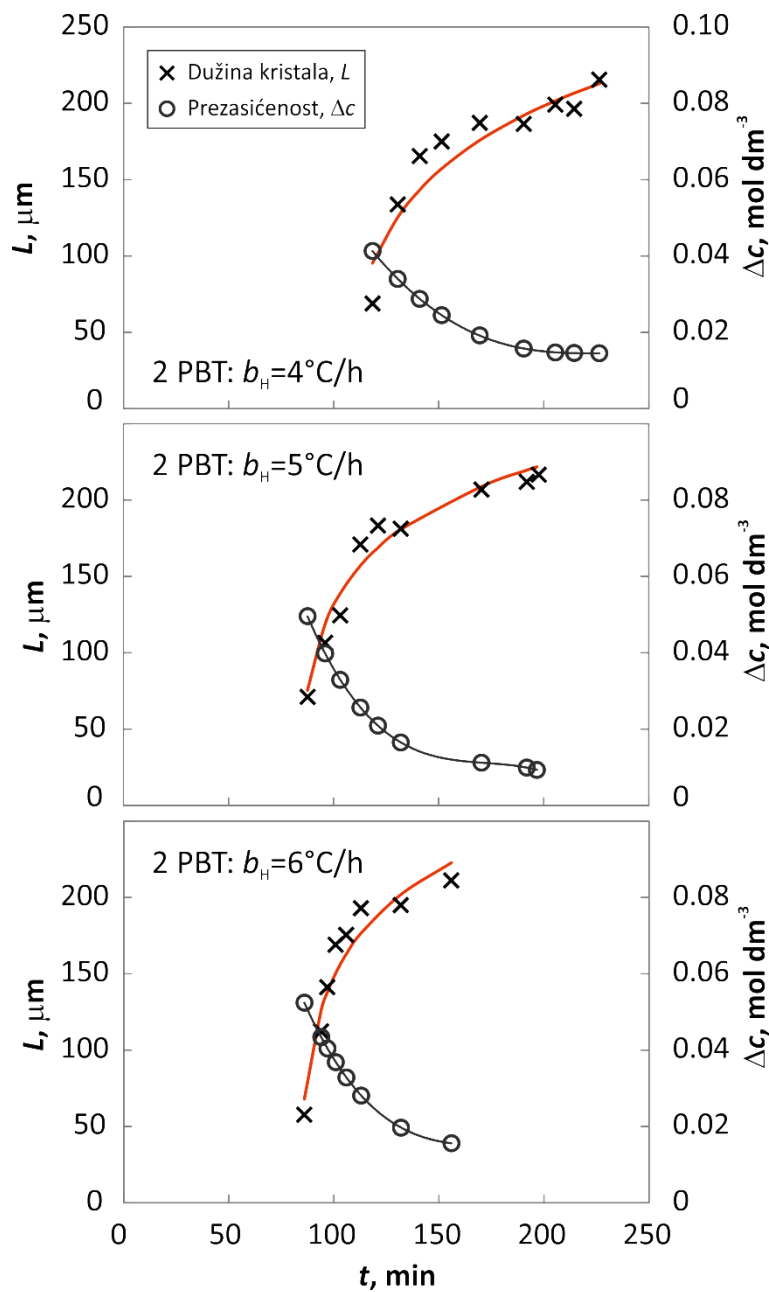 250
200
150
100
50
0
L, μm
0.10
0.08
0.06
0.04
0.02
0
Δc, mol dm⁻³
Dužina kristala, L
Prezasićenost, Δc
2 PBT: bH=4°C/h
200
150
100
50
0
L, μm
0.08
0.06
0.04
0.02
0
Δc, mol dm⁻³
2 PBT: bH=5°C/h
200
150
100
50
0
L, μm
0.08
0.06
0.04
0.02
0
Δc, mol dm⁻³
2 PBT: bH=6°C/h
0 50 100 150 200 250
t, min